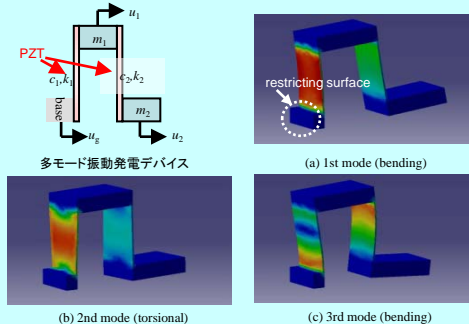 u1
m1
PZT
c1,k1
c2,k2
base
m2
ug
u2
多モード振動発電デバイス
restricting surface
(a) 1st mode (bending)
(b) 2nd mode (torsional)
(c) 3rd mode (bending)